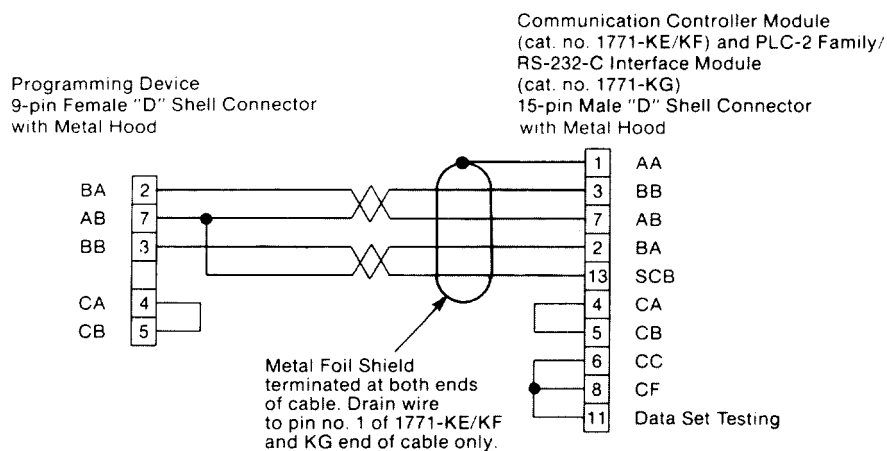 Communication Controller Module
(cat. no. 1771-KE/KF) and PLC-2 Family/
RS-232-C Interface Module
(cat. no. 1771-KG)
15-pin Male "D" Shell Connector
with Metal Hood
Programming Device
9-pin Female "D" Shell Connector
with Metal Hood
1 AA
BA 2 3 BB
AB 7 7 AB
BB 3 2 BA
13 SCB
CA 4 4 CA
CB 5 5 CB
6 CC
8 CF
11 Data Set Testing
Metal Foil Shield
terminated at both ends
of cable. Drain wire
to pin no. 1 of 1771-KE/KF
and KG end of cable only.